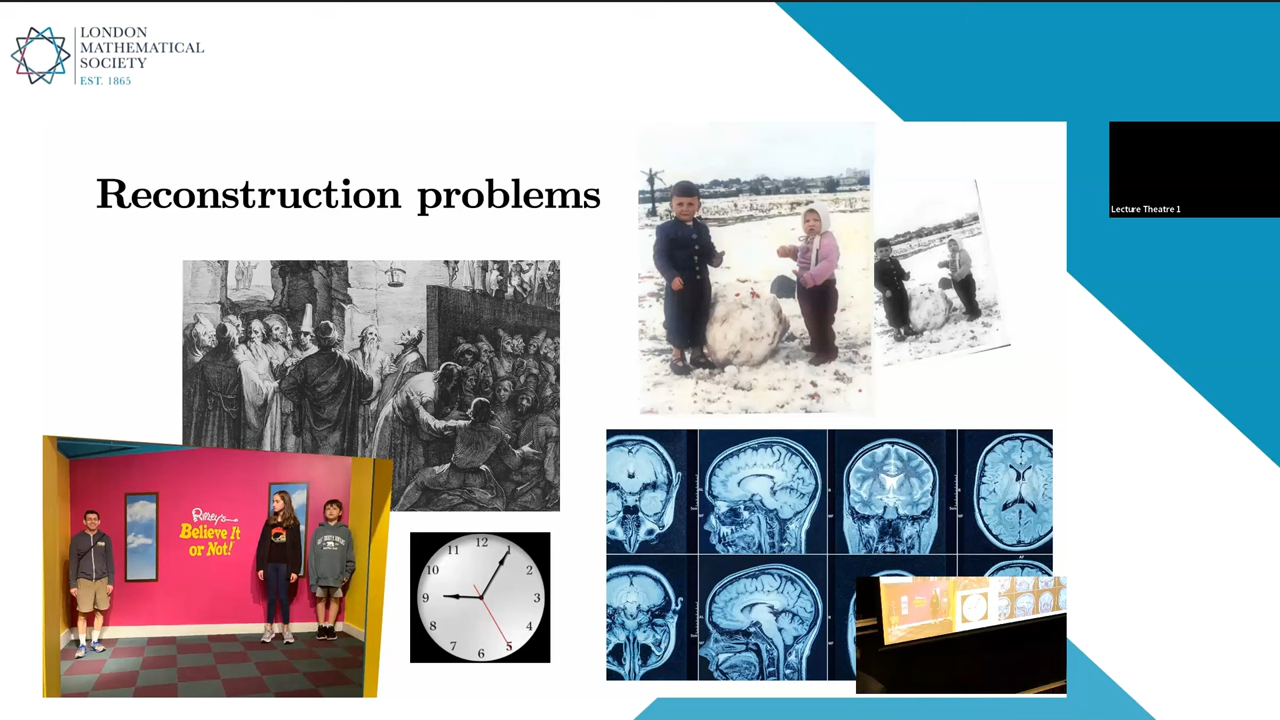 LONDON
MATHEMATICAL
SOCIETY
EST. 1865
Reconstruction problems
Lecture Theatre 1
Ripley's
Believe It
or Not!
12
1
2
3
4
5
6
7
8
9
11